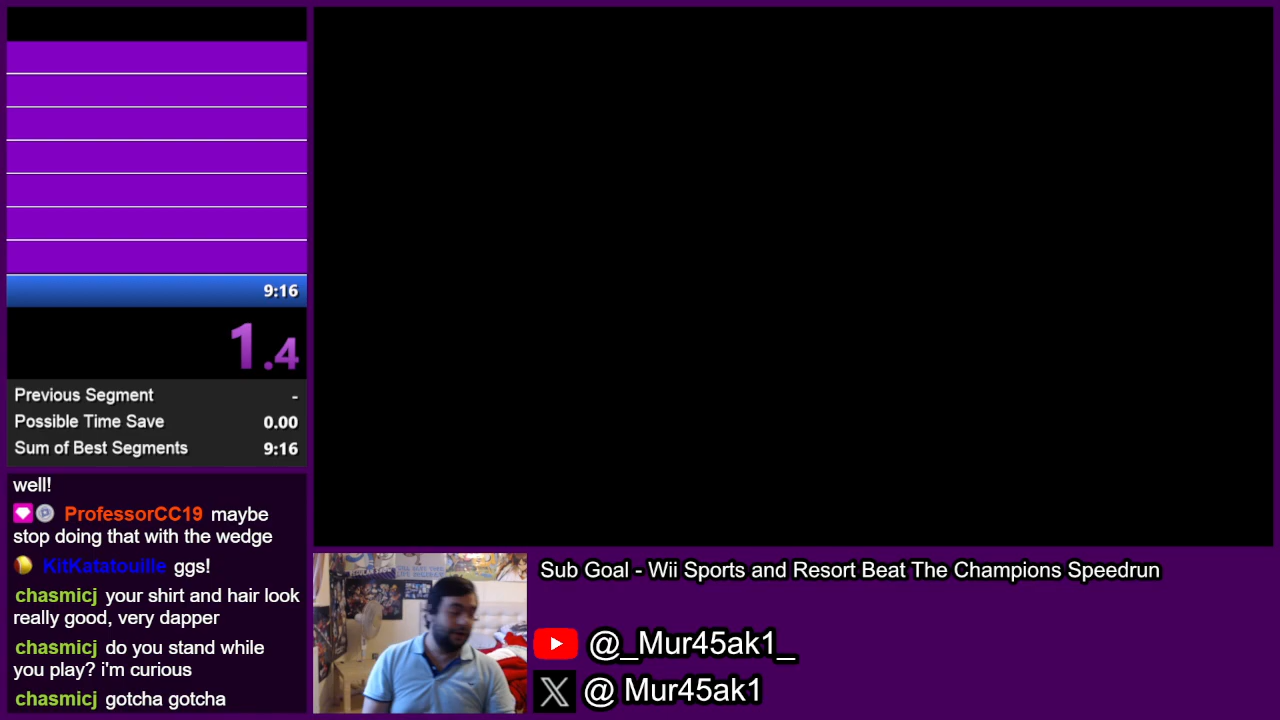 9:16
1.4
Previous Segment -
Possible Time Save 0.00
Sum of Best Segments 9:16
well!
ProfessorCC19 maybe
stop doing that with the wedge
KitKatatouille ggs!
chasmicj your shirt and hair look
really good, very dapper
chasmicj do you stand while
you play? i'm curious
chasmicj gotcha gotcha
Sub Goal - Wii Sports and Resort Beat The Champions Speedrun
@_Mur45ak1_
@ Mur45ak1